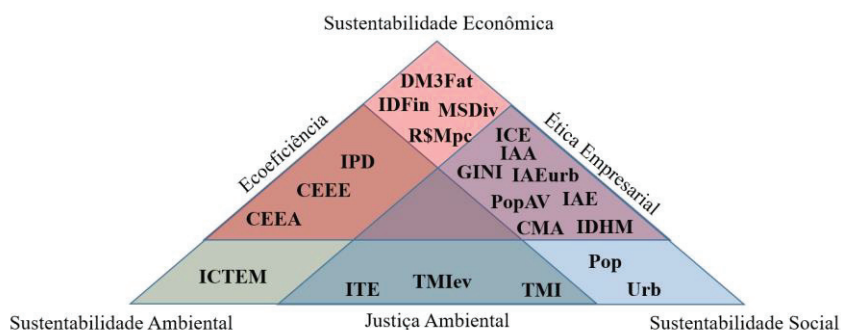 Sustentabilidade Econômica
DM3Fat
IDFin MSDiv
R$Mpc
Ecoeficiência
Ética Empresarial
ICE
IAA
GINI IAEurb
PopAV IAE
CMA IDHM
IPD
CEEE
CEEA
ICTEM
ITE TMIev TMI
Pop
Urb
Sustentabilidade Ambiental
Justiça Ambiental
Sustentabilidade Social